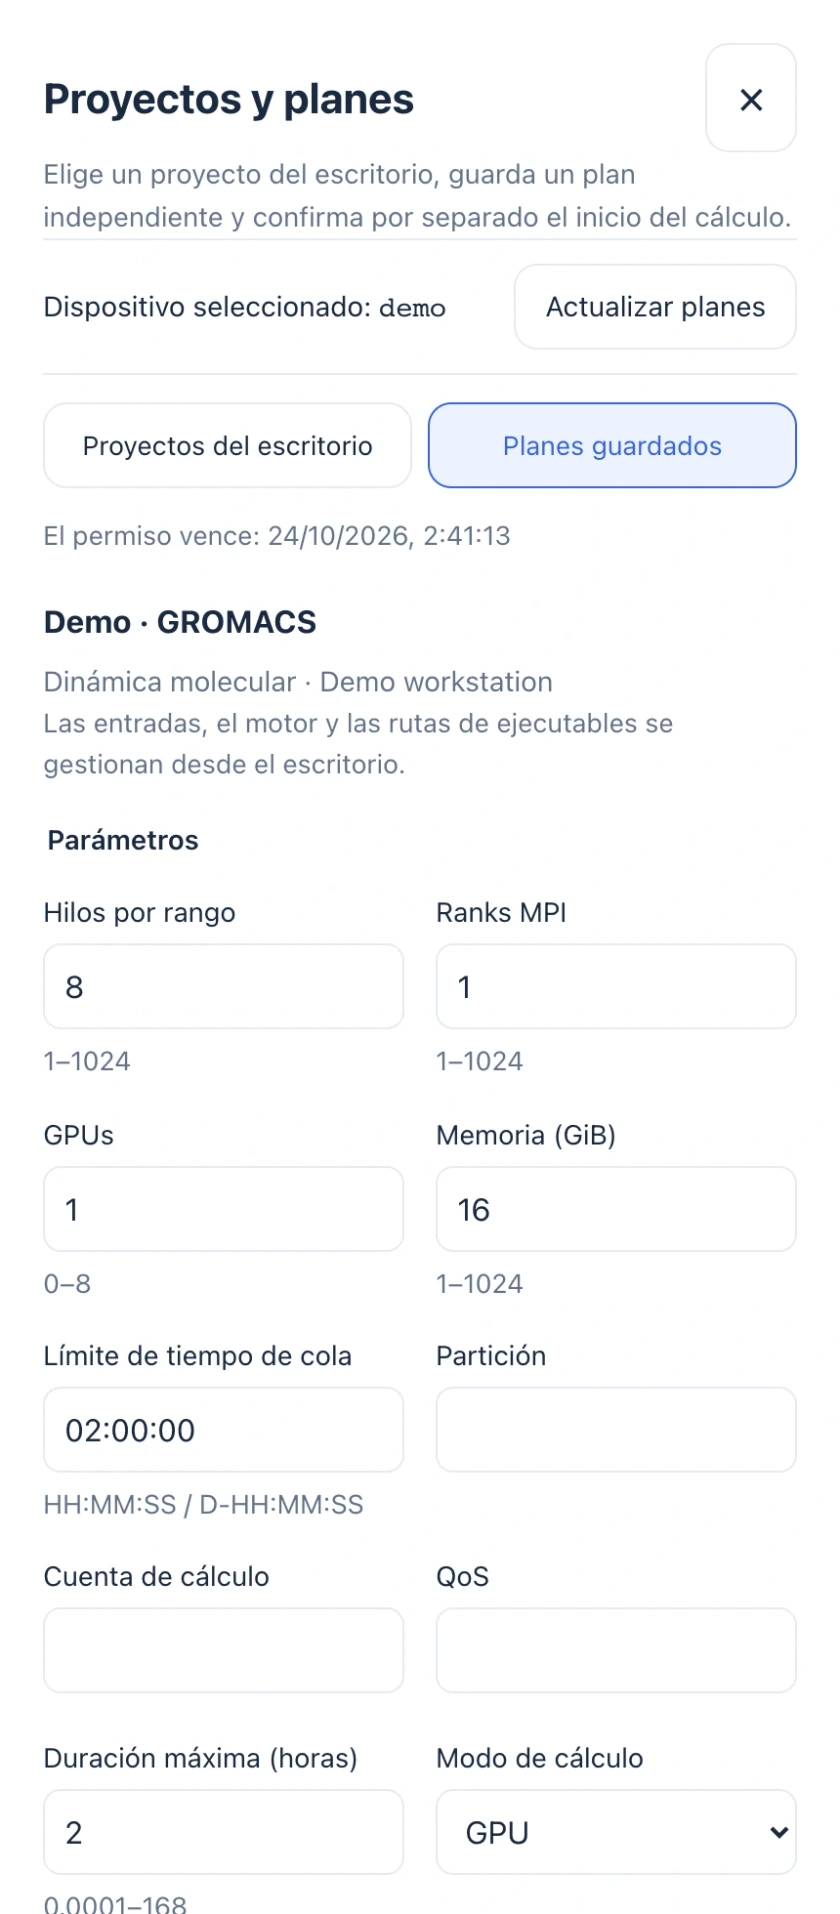 Proyectos y planes
Elige un proyecto del escritorio, guarda un plan
independiente y confirma por separado el inicio del cálculo.
Dispositivo seleccionado: demo
Actualizar planes
Proyectos del escritorio
Planes guardados
El permiso vence: 24/10/2026, 2:41:13
Demo · GROMACS
Dinámica molecular · Demo workstation
Las entradas, el motor y las rutas de ejecutables se
gestionan desde el escritorio.
Parámetros
Hilos por rango
8
1–1024
Ranks MPI
1
1–1024
GPUs
1
0–8
Memoria (GiB)
16
1–1024
Límite de tiempo de cola
02:00:00
HH:MM:SS / D-HH:MM:SS
Partición
Cuenta de cálculo
QoS
Duración máxima (horas)
2
0.0001–168
Modo de cálculo
GPU